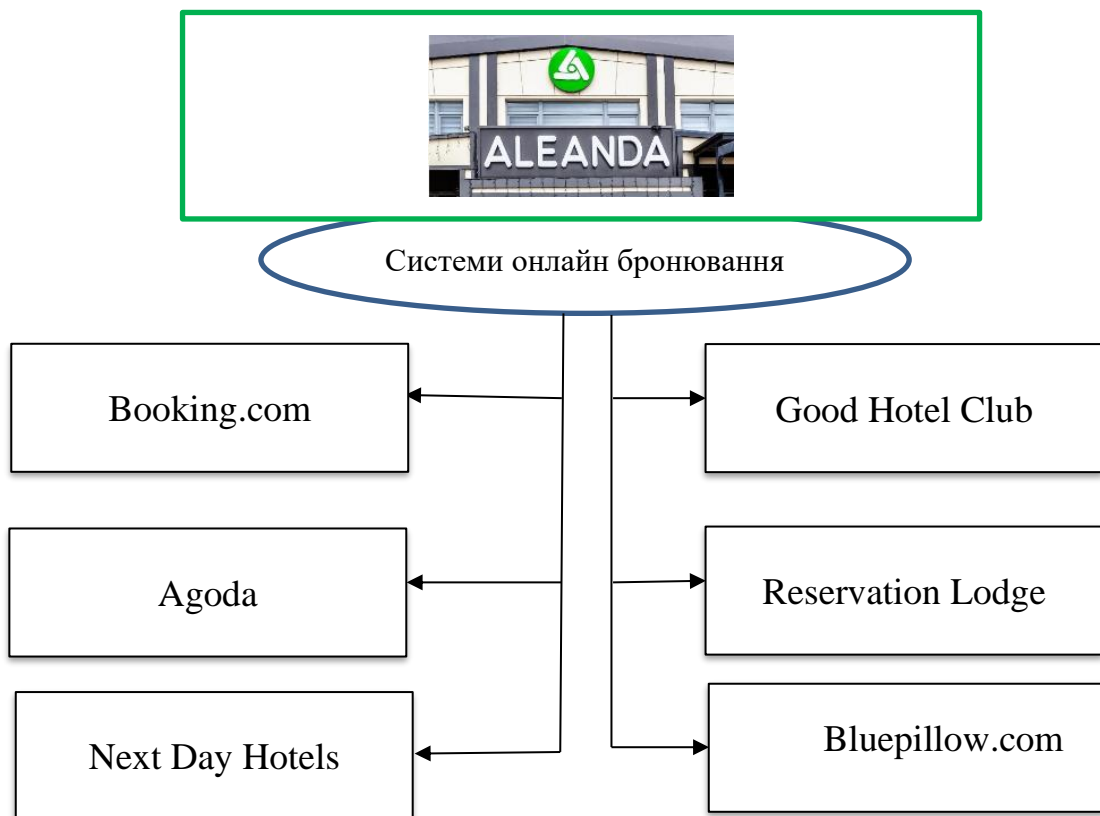 ALEANDA
Системи онлайн бронювання
Booking.com
Good Hotel Club
Agoda
Reservation Lodge
Next Day Hotels
Bluepillow.com